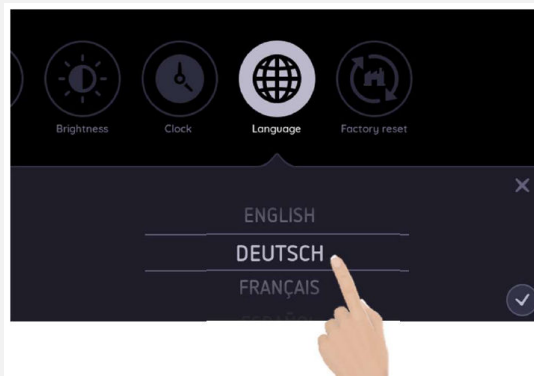 Brightness Clock Language Factory reset
ENGLISH
DEUTSCH
FRANÇAIS